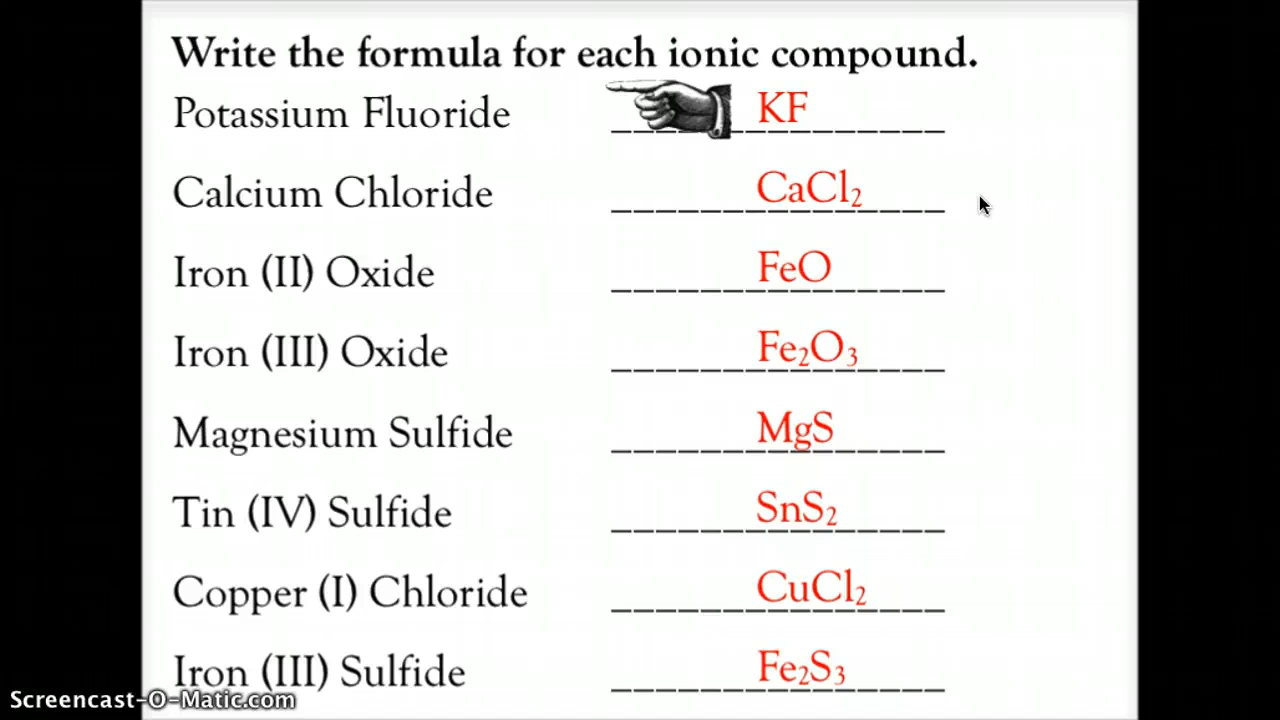 Write the formula for each ionic compound.
Potassium Fluoride KF
Calcium Chloride CaCl₂
Iron (II) Oxide FeO
Iron (III) Oxide Fe₂O₃
Magnesium Sulfide MgS
Tin (IV) Sulfide SnS₂
Copper (I) Chloride CuCl₂
Iron (III) Sulfide Fe₂S₃
Screencast-O-Matic.com